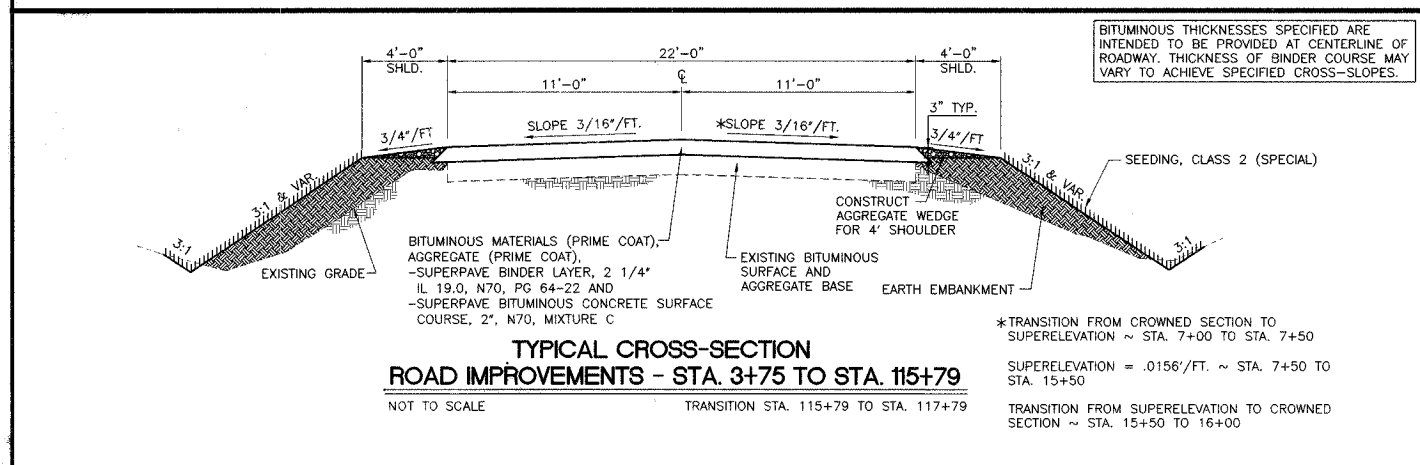 BITUMINOUS THICKNESSES SPECIFIED ARE
INTENDED TO BE PROVIDED AT CENTERLINE OF
ROADWAY. THICKNESS OF BINDER COURSE MAY
VARY TO ACHIEVE SPECIFIED CROSS-SLOPES.
4'-0"
SHLD.
22'-0"
4'-0"
SHLD.
℄
11'-0"
11'-0"
3" TYP.
3/4"/FT
SLOPE 3/16"/FT.
*SLOPE 3/16"/FT.
3/4"/FT
SEEDING, CLASS 2 (SPECIAL)
3:1 & VAR.
3:1 & VAR.
3:1
3:1
CONSTRUCT
AGGREGATE WEDGE
FOR 4' SHOULDER
EXISTING GRADE
BITUMINOUS MATERIALS (PRIME COAT),
AGGREGATE (PRIME COAT),
-SUPERPAVE BINDER LAYER, 2 1/4"
IL 19.0, N70, PG 64-22 AND
-SUPERPAVE BITUMINOUS CONCRETE SURFACE
COURSE, 2", N70, MIXTURE C
EXISTING BITUMINOUS
SURFACE AND
AGGREGATE BASE
EARTH EMBANKMENT
TYPICAL CROSS-SECTION
ROAD IMPROVEMENTS - STA. 3+75 TO STA. 115+79
NOT TO SCALE
TRANSITION STA. 115+79 TO STA. 117+79
*TRANSITION FROM CROWNED SECTION TO
SUPERELEVATION ~ STA. 7+00 TO STA. 7+50
SUPERELEVATION = .0156'/FT. ~ STA. 7+50 TO
STA. 15+50
TRANSITION FROM SUPERELEVATION TO CROWNED
SECTION ~ STA. 15+50 TO 16+00